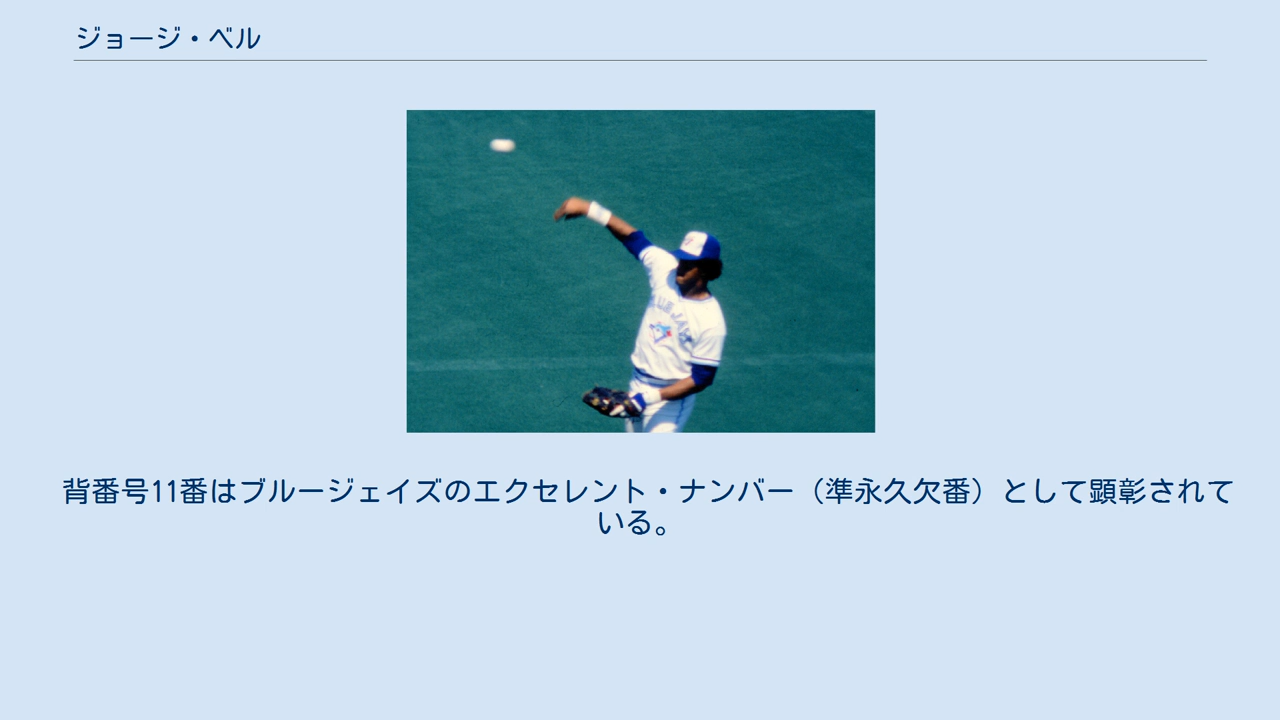 ジョージ・ベル
背番号11番はブルージェイズのエクセレント・ナンバー（準永久欠番）として顕彰されて
いる。